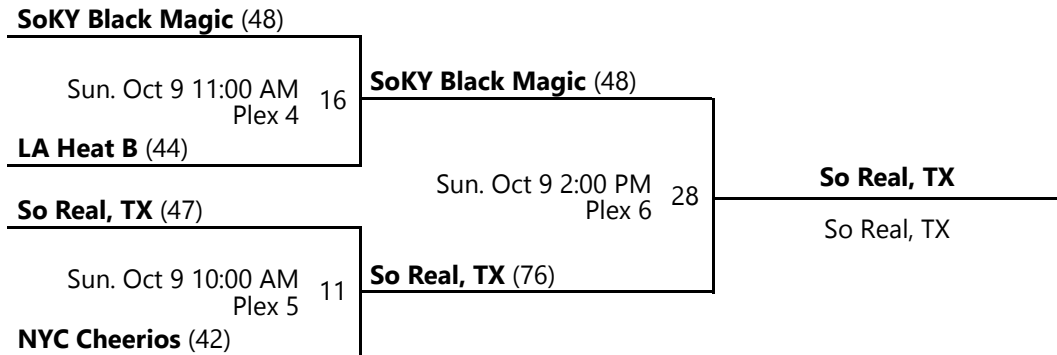 SoKY Black Magic (48)
Sun. Oct 9 11:00 AM
Plex 4
16
LA Heat B (44)
SoKY Black Magic (48)
So Real, TX (47)
Sun. Oct 9 10:00 AM
Plex 5
11
NYC Cheerios (42)
Sun. Oct 9 2:00 PM
Plex 6
28
So Real, TX (76)
So Real, TX
So Real, TX